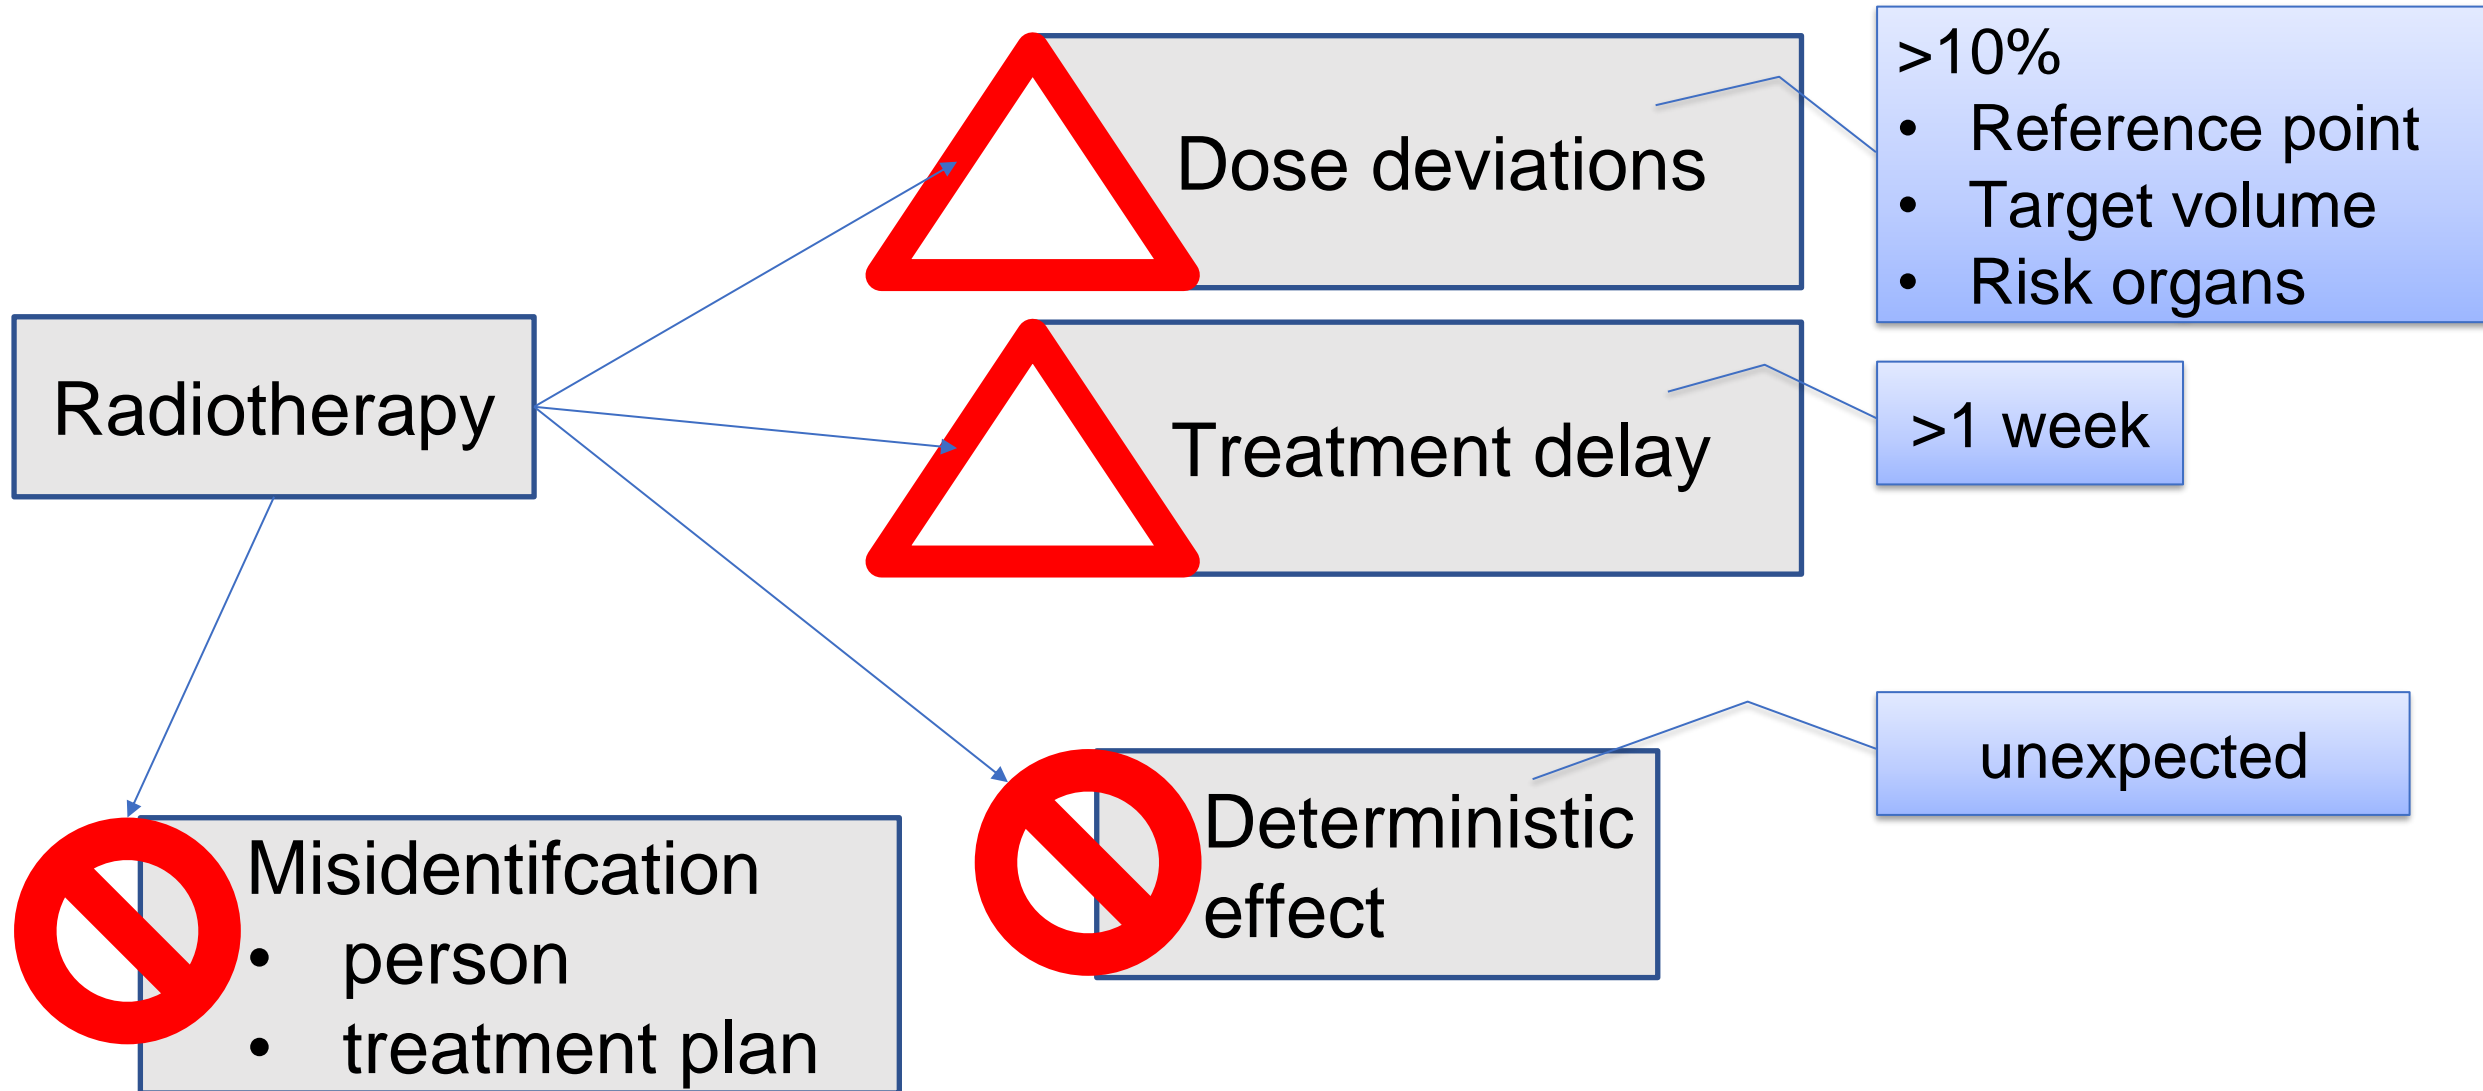 Radiotherapy
Dose deviations
>10%
• Reference point
• Target volume
• Risk organs
Treatment delay
>1 week
Deterministic
effect
unexpected
Misidentifcation
• person
• treatment plan